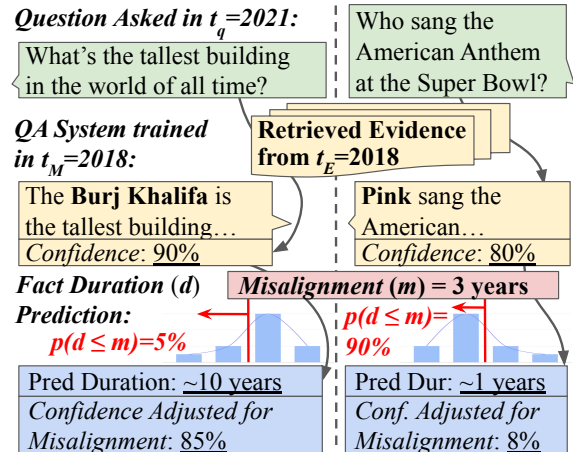 Question Asked in t_q=2021:
What's the tallest building
in the world of all time?
Who sang the
American Anthem
at the Super Bowl?
QA System trained
in t_M=2018:
Retrieved Evidence
from t_E=2018
The Burj Khalifa is
the tallest building…
Confidence: 90%
Pink sang the
American…
Confidence: 80%
Fact Duration (d)
Prediction:
Misalignment (m) = 3 years
p(d ≤ m)=5%
p(d ≤ m)=
90%
Pred Duration: ~10 years
Confidence Adjusted for
Misalignment: 85%
Pred Dur: ~1 years
Conf. Adjusted for
Misalignment: 8%